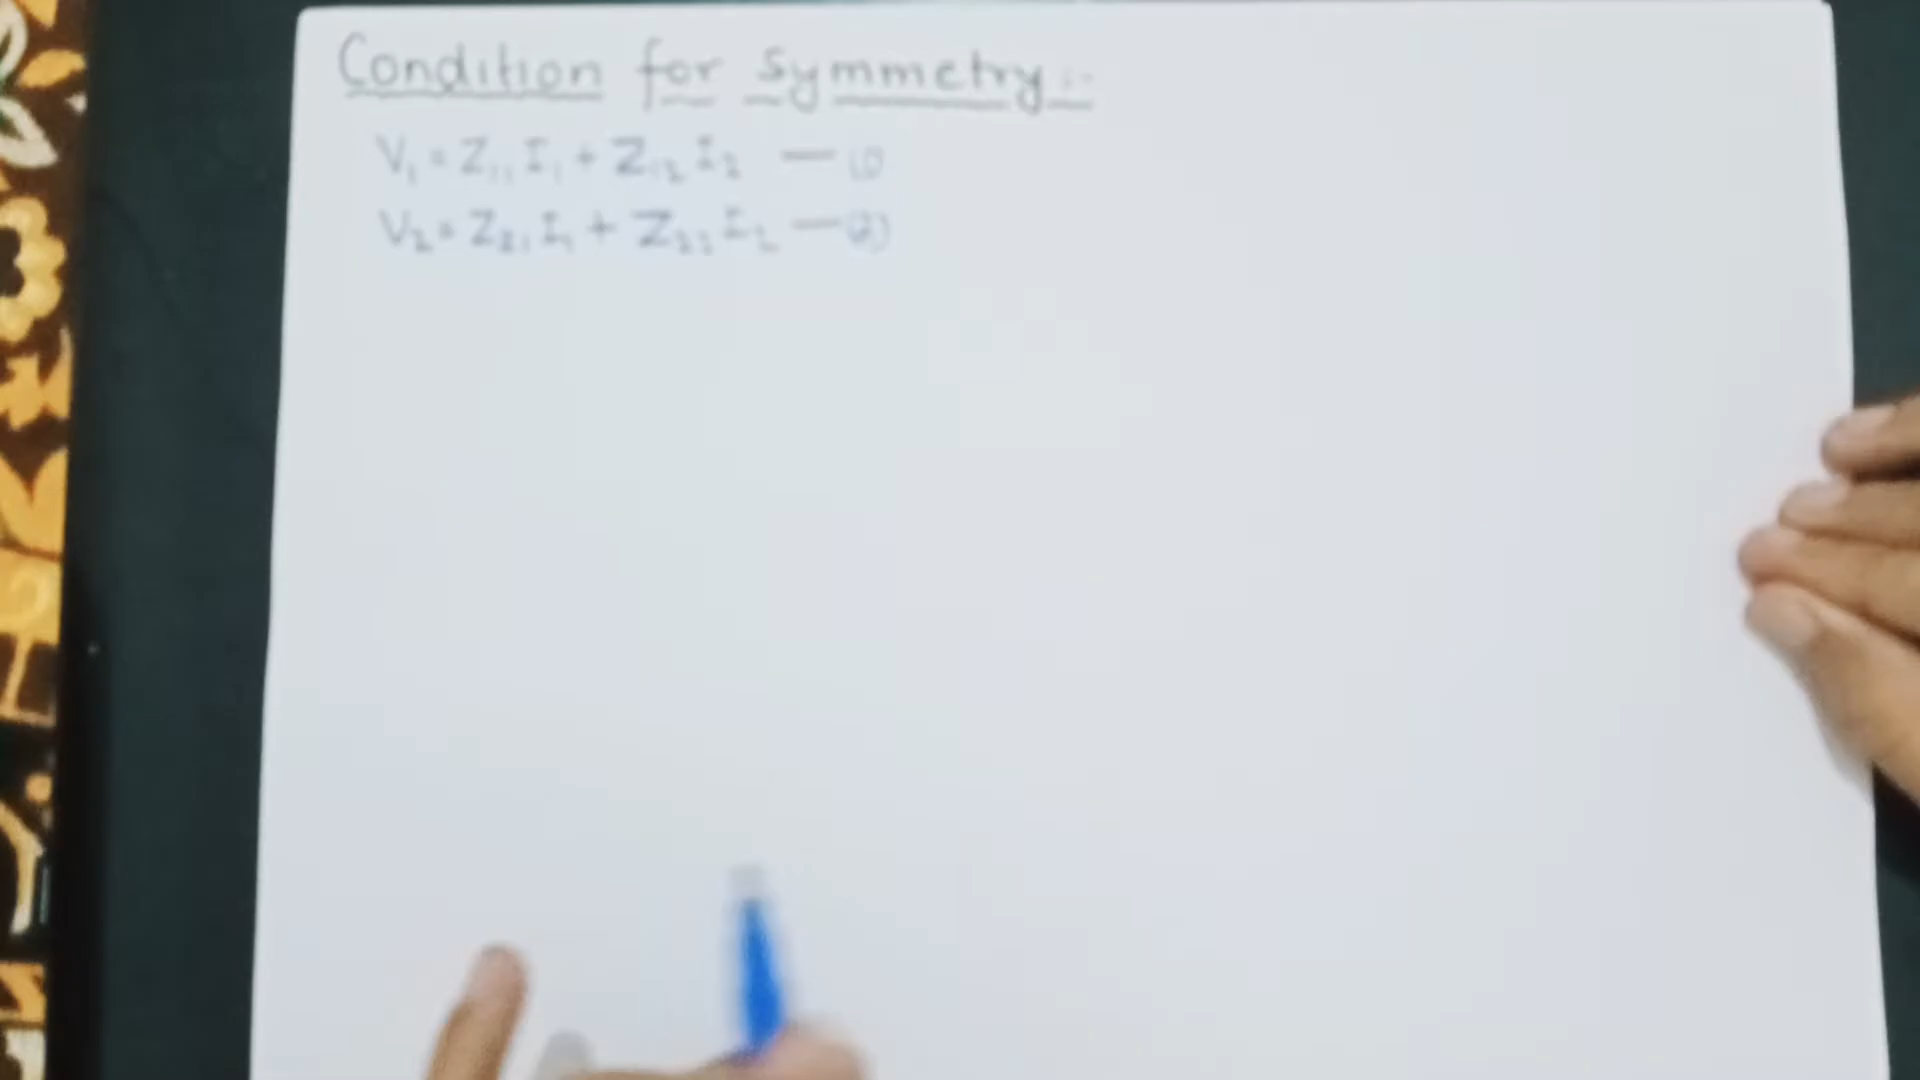 Condition for Symmetry :-
V₁ = Z₁₁ I₁ + Z₁₂ I₂ — (1)
V₂ = Z₂₁ I₁ + Z₂₂ I₂ — (2)